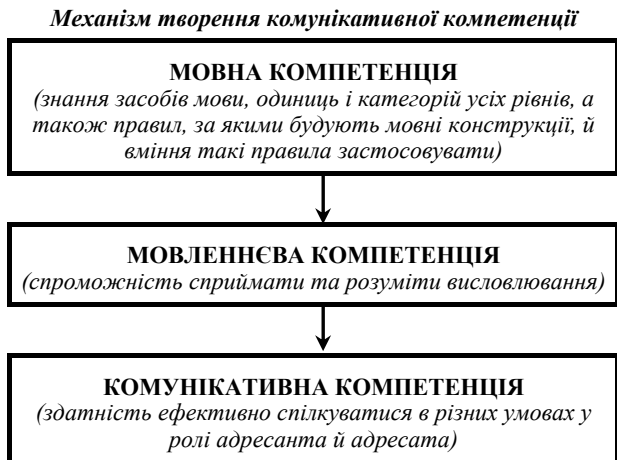 Механізм творення комунікативної компетенції
МОВНА КОМПЕТЕНЦІЯ
(знання засобів мови, одиниць і категорій усіх рівнів, а
також правил, за якими будують мовні конструкції, й
вміння такі правила застосовувати)
МОВЛЕННЄВА КОМПЕТЕНЦІЯ
(спроможність сприймати та розуміти висловлювання)
КОМУНІКАТИВНА КОМПЕТЕНЦІЯ
(здатність ефективно спілкуватися в різних умовах у
ролі адресанта й адресата)